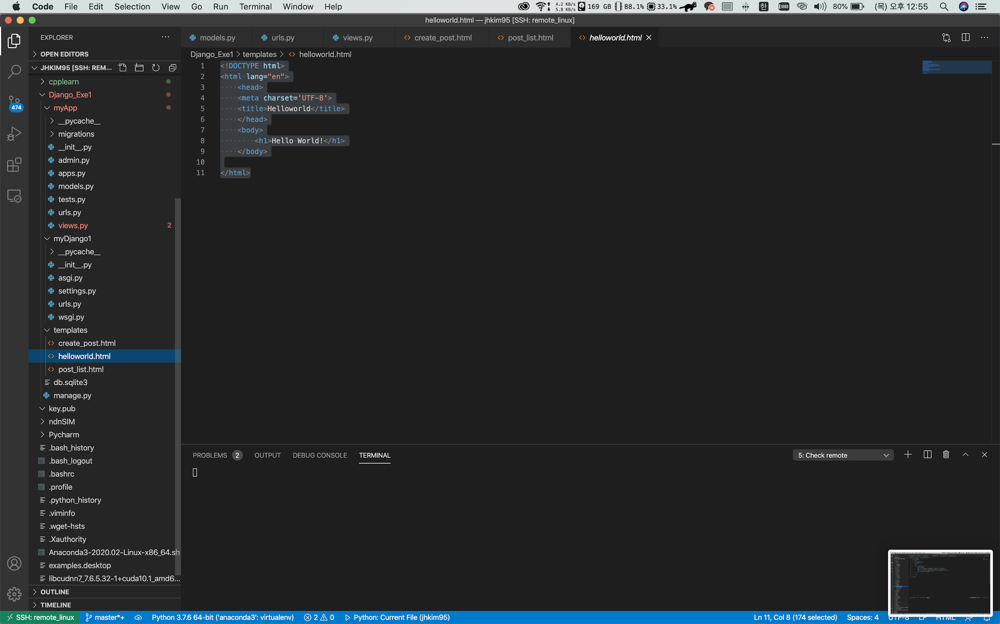 Code File Edit Selection View Go Run Terminal Window Help 4.2 KB/s 5.8 KB/s 169 GB 88.1% 33.1% N 한 80% (목) 오후 12:55
helloworld.html — jhkim95 [SSH: remote_linux]
EXPLORER
models.py urls.py views.py create_post.html post_list.html helloworld.html
OPEN EDITORS
JHKIM95 [SSH: REM...
cpplearn
Django_Exe1
myApp
__pycache__
migrations
__init__.py
admin.py
apps.py
models.py
tests.py
urls.py
views.py 2
myDjango1
__pycache__
__init__.py
asgi.py
settings.py
urls.py
wsgi.py
templates
create_post.html
helloworld.html
post_list.html
db.sqlite3
manage.py
key.pub
ndnSIM
Pycharm
.bash_history
.bash_logout
.bashrc
.profile
.python_history
.viminfo
.wget-hsts
.Xauthority
Anaconda3-2020.02-Linux-x86_64.sh
examples.desktop
libcudnn7_7.6.5.32-1+cuda10.1_amd6...
OUTLINE
TIMELINE
474
Django_Exe1 > templates > helloworld.html
1 <!DOCTYPE html>
2 <html lang="en">
3 <head>
4 <meta charset='UTF-8'>
5 <title>Helloworld</title>
6 </head>
7 <body>
8 <h1>Hello World!</h1>
9 </body>
10
11 </html>
PROBLEMS 2 OUTPUT DEBUG CONSOLE TERMINAL 5: Check remote
SSH: remote_linux master*+ Python 3.7.6 64-bit ('anaconda3': virtualenv) 2 0 Python: Current File (jhkim95) Ln 11, Col 8 (174 selected) Spaces: 4 UTF-8 LF HTML